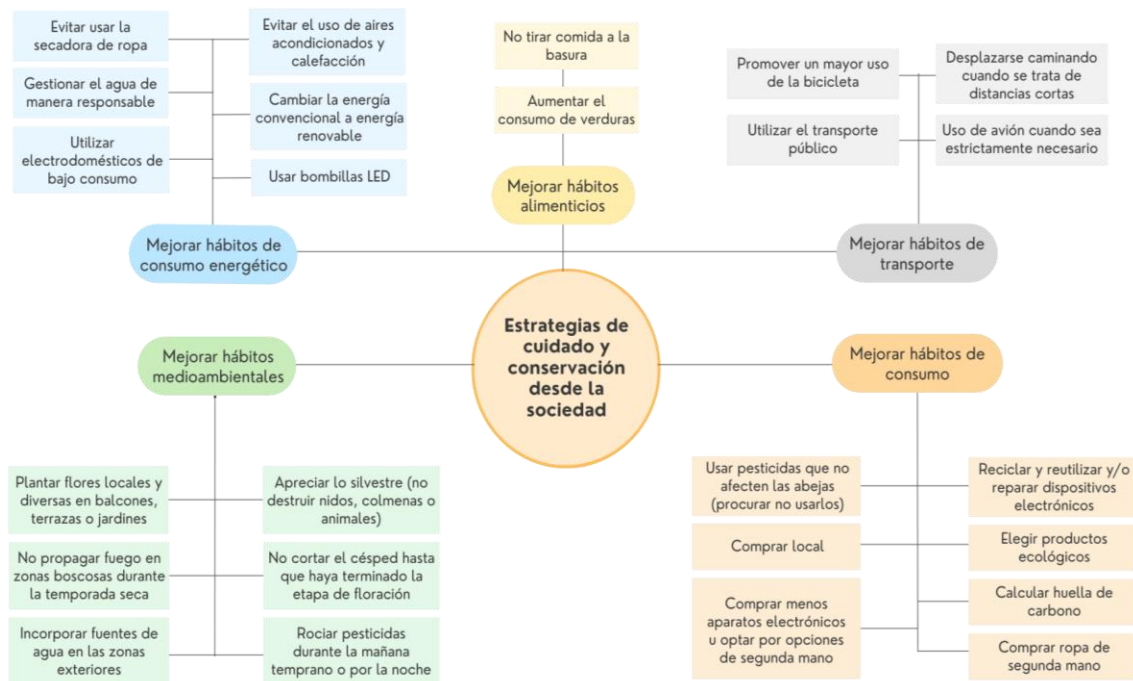 Evitar usar la
secadora de ropa
Evitar el uso de aires
acondicionados y
calefacción
Gestionar el agua de
manera responsable
Cambiar la energía
convencional a energía
renovable
Utilizar
electrodomésticos de
bajo consumo
Usar bombillas LED
Mejorar hábitos de
consumo energético
No tirar comida a la
basura
Aumentar el
consumo de verduras
Mejorar hábitos
alimenticios
Promover un mayor uso
de la bicicleta
Desplazarse caminando
cuando se trata de
distancias cortas
Utilizar el transporte
público
Uso de avión cuando sea
estrictamente necesario
Mejorar hábitos de
transporte
Estrategias de
cuidado y
conservación
desde la
sociedad
Mejorar hábitos
medioambientales
Plantar flores locales y
diversas en balcones,
terrazas o jardines
Apreciar lo silvestre (no
destruir nidos, colmenas o
animales)
No propagar fuego en
zonas boscosas durante
la temporada seca
No cortar el césped hasta
que haya terminado la
etapa de floración
Incorporar fuentes de
agua en las zonas
exteriores
Rociar pesticidas
durante la mañana
temprano o por la noche
Mejorar hábitos de
consumo
Usar pesticidas que no
afecten las abejas
(procurar no usarlos)
Reciclar y reutilizar y/o
reparar dispositivos
electrónicos
Comprar local
Elegir productos
ecológicos
Comprar menos
aparatos electrónicos
u optar por opciones
de segunda mano
Calcular huella de
carbono
Comprar ropa de
segunda mano